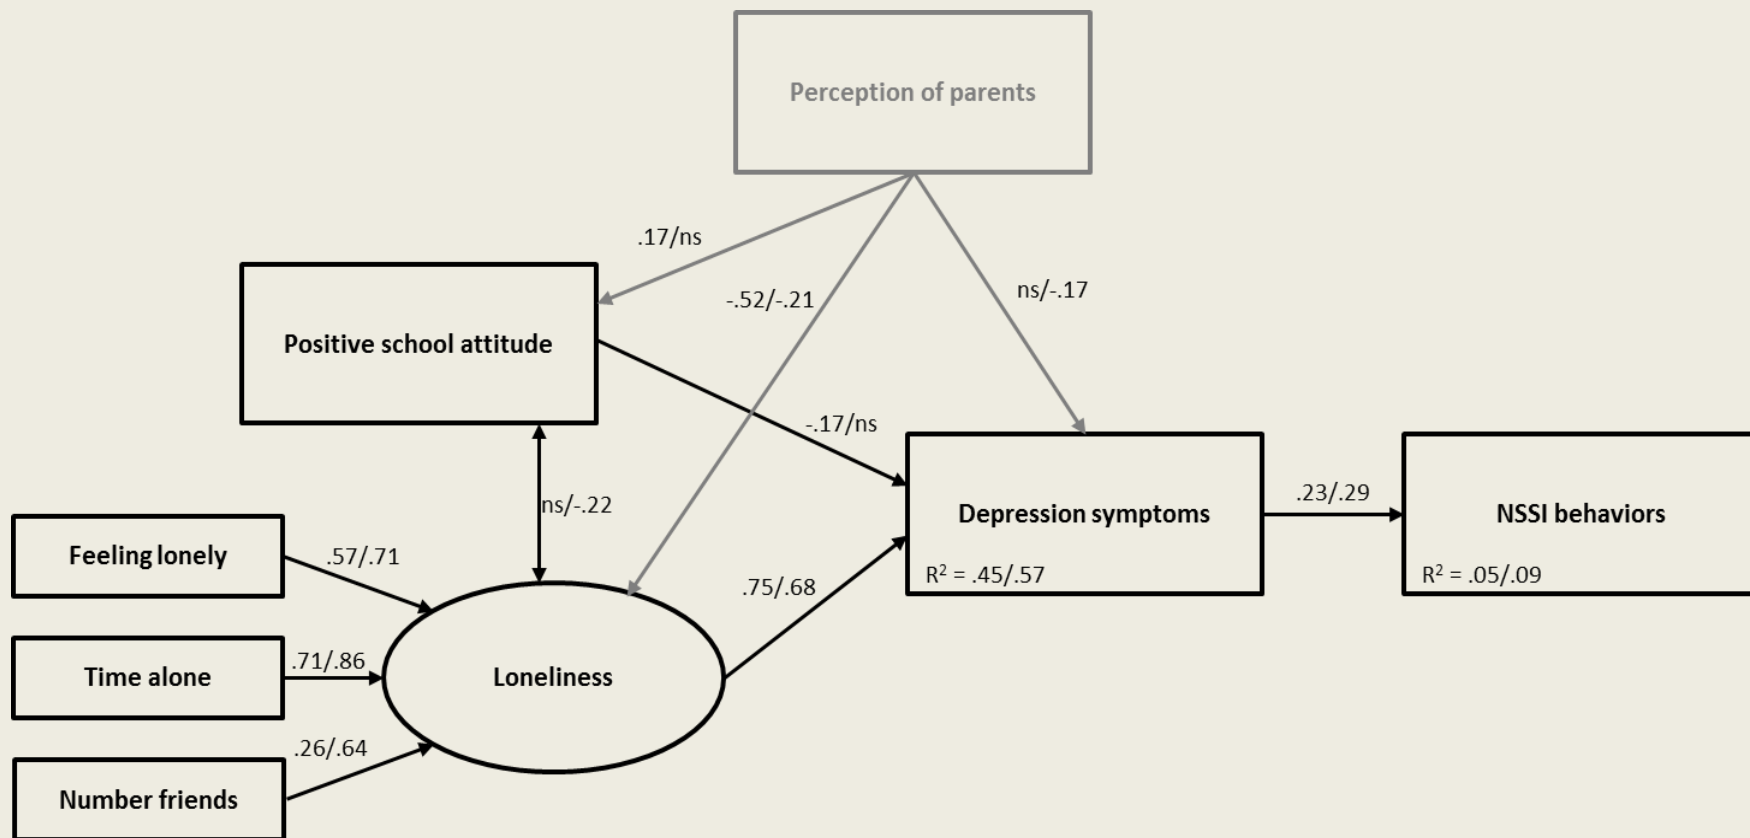 Perception of parents
.17/ns
-.52/-.21
ns/-.17
Positive school attitude
-.17/ns
ns/-.22
Depression symptoms
R² = .45/.57
.23/.29
NSSI behaviors
R² = .05/.09
Feeling lonely
.57/.71
.75/.68
Time alone
.71/.86
Loneliness
.26/.64
Number friends